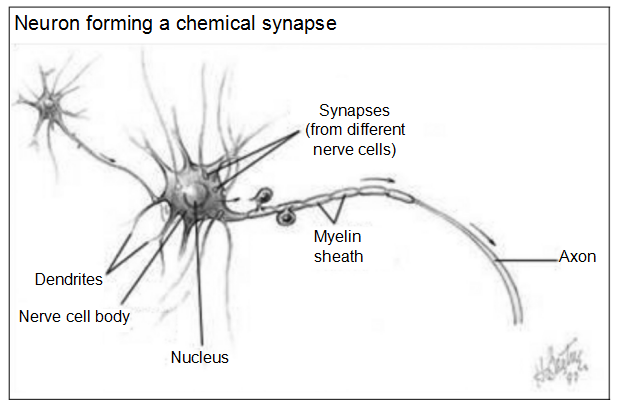 Neuron forming a chemical synapse
Synapses
(from different
nerve cells)
Myelin
sheath
Axon
Dendrites
Nerve cell body
Nucleus